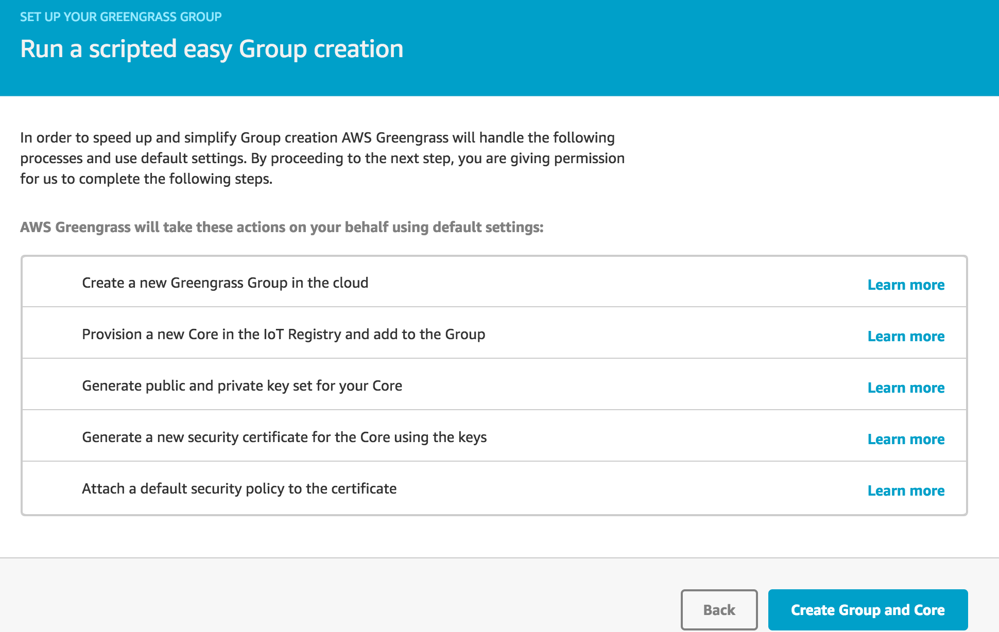 SET UP YOUR GREENGRASS GROUP
Run a scripted easy Group creation
In order to speed up and simplify Group creation AWS Greengrass will handle the following
processes and use default settings. By proceeding to the next step, you are giving permission
for us to complete the following steps.
AWS Greengrass will take these actions on your behalf using default settings:
Create a new Greengrass Group in the cloud
Learn more
Provision a new Core in the IoT Registry and add to the Group
Learn more
Generate public and private key set for your Core
Learn more
Generate a new security certificate for the Core using the keys
Learn more
Attach a default security policy to the certificate
Learn more
Back
Create Group and Core